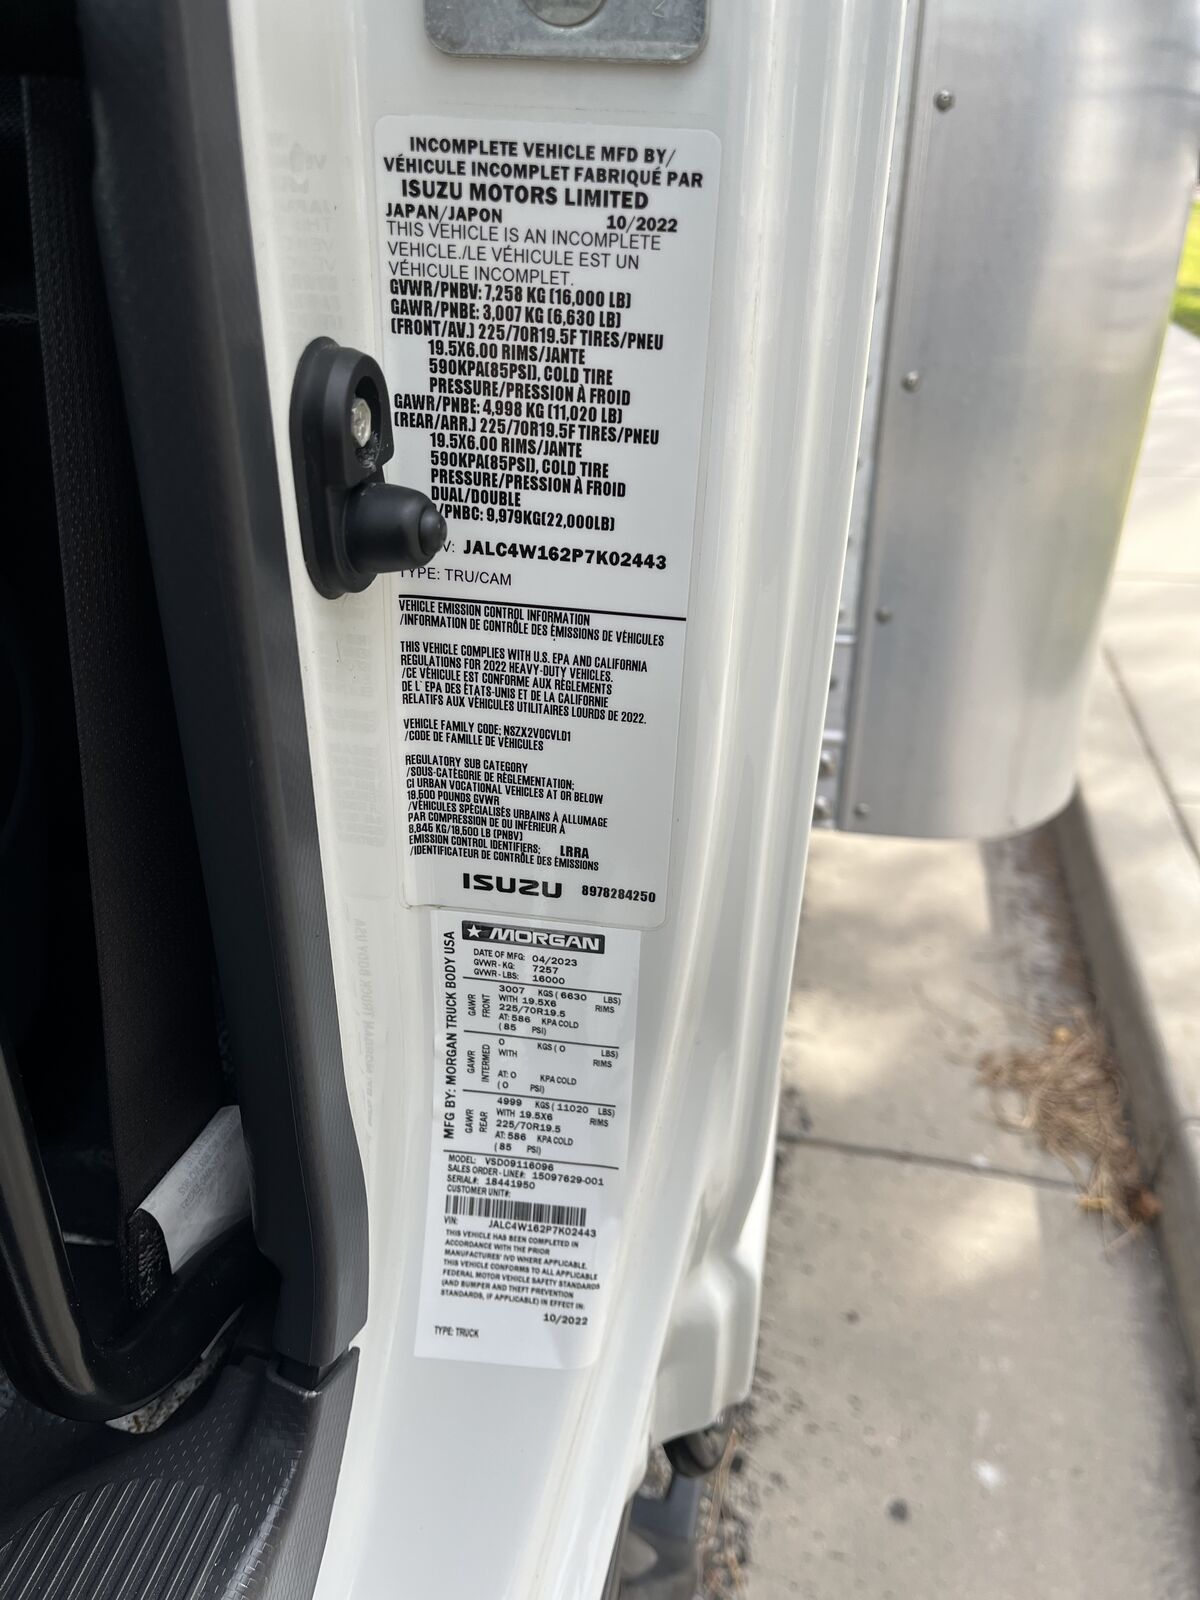 INCOMPLETE VEHICLE MFD BY/
VÉHICULE INCOMPLET FABRIQUÉ PAR
ISUZU MOTORS LIMITED
JAPAN/JAPON 10/2022
THIS VEHICLE IS AN INCOMPLETE
VEHICLE./LE VÉHICULE EST UN
VÉHICULE INCOMPLET.
GVWR/PNBV: 7,258 KG (16,000 LB)
GAWR/PNBE: 3,007 KG (6,630 LB)
(FRONT/AV.) 225/70R19.5F TIRES/PNEU
19.5X6.00 RIMS/JANTE
590KPA(85PSI), COLD TIRE
PRESSURE/PRESSION À FROID
GAWR/PNBE: 4,998 KG (11,020 LB)
(REAR/ARR.) 225/70R19.5F TIRES/PNEU
19.5X6.00 RIMS/JANTE
590KPA(85PSI), COLD TIRE
PRESSURE/PRESSION À FROID
DUAL/DOUBLE
/PNBC: 9,979KG(22,000LB)
V: JALC4W162P7K02443
TYPE: TRU/CAM
VEHICLE EMISSION CONTROL INFORMATION
/INFORMATION DE CONTRÔLE DES ÉMISSIONS DE VÉHICULES
THIS VEHICLE COMPLIES WITH U.S. EPA AND CALIFORNIA
REGULATIONS FOR 2022 HEAVY-DUTY VEHICLES.
/CE VÉHICULE EST CONFORME AUX RÈGLEMENTS
DE L' EPA DES ÉTATS-UNIS ET DE LA CALIFORNIE
RELATIFS AUX VÉHICULES UTILITAIRES LOURDS DE 2022.
VEHICLE FAMILY CODE: NSZX2VOCVLD1
/CODE DE FAMILLE DE VÉHICULES
REGULATORY SUB CATEGORY
/SOUS-CATÉGORIE DE RÉGLEMENTATION:
CI URBAN VOCATIONAL VEHICLES AT OR BELOW
19,500 POUNDS GVWR
/VÉHICULES SPÉCIALISÉS URBAINS À ALLUMAGE
PAR COMPRESSION DE OU INFÉRIEUR À
8,845 KG/19,500 LB (PNBV)
EMISSION CONTROL IDENTIFIERS: LRRA
/IDENTIFICATEUR DE CONTRÔLE DES ÉMISSIONS
ISUZU 8978284250
MORGAN
MFG BY: MORGAN TRUCK BODY USA
DATE OF MFG: 04/2023
GVWR - KG: 7257
GVWR - LBS: 16000
GAWR FRONT
3007 KGS ( 6630 LBS)
WITH 19.5X6 RIMS
225/70R19.5
AT: 586 KPA COLD
( 85 PSI)
GAWR INTERMED
0 KGS ( 0 LBS)
WITH RIMS
AT: 0 KPA COLD
( 0 PSI)
GAWR REAR
4999 KGS ( 11020 LBS)
WITH 19.5X6 RIMS
225/70R19.5
AT: 586 KPA COLD
( 85 PSI)
MODEL: VSD09116096
SALES ORDER - LINE#: 15097629-001
SERIAL#: 18441950
CUSTOMER UNIT#:
VIN: JALC4W162P7K02443
THIS VEHICLE HAS BEEN COMPLETED IN
ACCORDANCE WITH THE PRIOR
MANUFACTURES' IVD WHERE APPLICABLE.
THIS VEHICLE CONFORMS TO ALL APPLICABLE
FEDERAL MOTOR VEHICLE SAFETY STANDARDS
(AND BUMPER AND THEFT PREVENTION
STANDARDS, IF APPLICABLE) IN EFFECT IN:
10/2022
TYPE: TRUCK